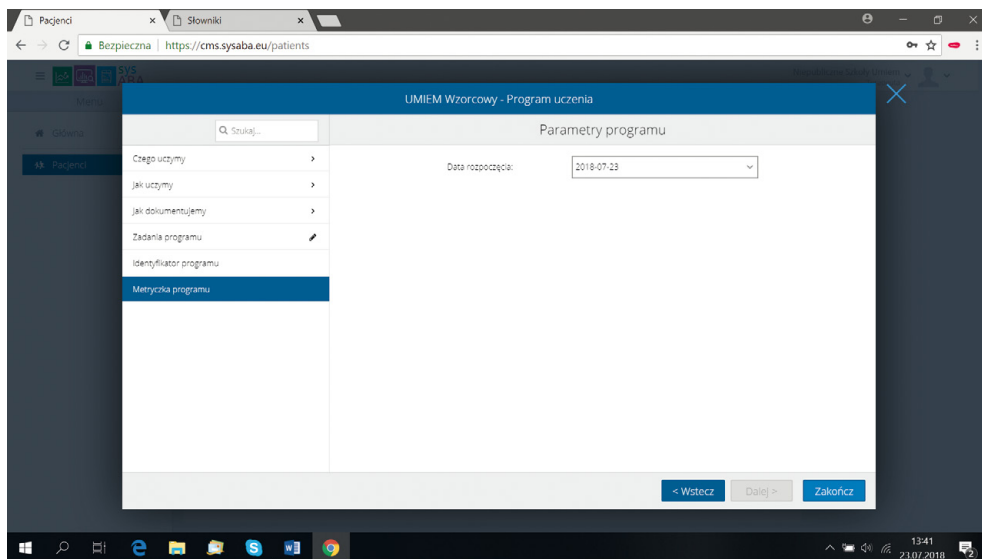 Pacjenci
Słowniki
Bezpieczna https://cms.sysaba.eu/patients
SYS
ABA
Menu
Główna
Pacjenci
UMIEM Wzorcowy - Program uczenia
Szukaj...
Parametry programu
Czego uczymy
Data rozpoczęcia: 2018-07-23
Jak uczymy
Jak dokumentujemy
Zadania programu
Identyfikator programu
Metryczka programu
< Wstecz Dalej > Zakończ
13:41
23.07.2018
2